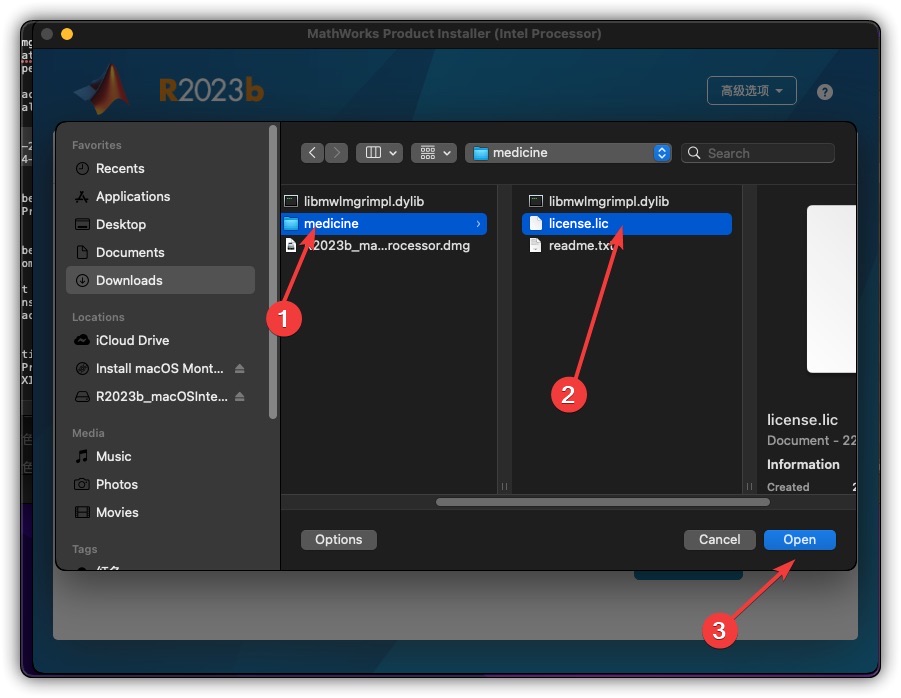 MathWorks Product Installer (Intel Processor)
R2023b
高级选项
?
Favorites
Recents
Applications
Desktop
Documents
Downloads
Locations
iCloud Drive
Install macOS Mont...
R2023b_macOSInte...
Media
Music
Photos
Movies
Tags
medicine
Search
libmwlmgrimpl.dylib
medicine
R2023b_ma...rocessor.dmg
libmwlmgrimpl.dylib
license.lic
readme.txt
license.lic
Document - 22
Information
Created
1
2
3
Options
Cancel
Open